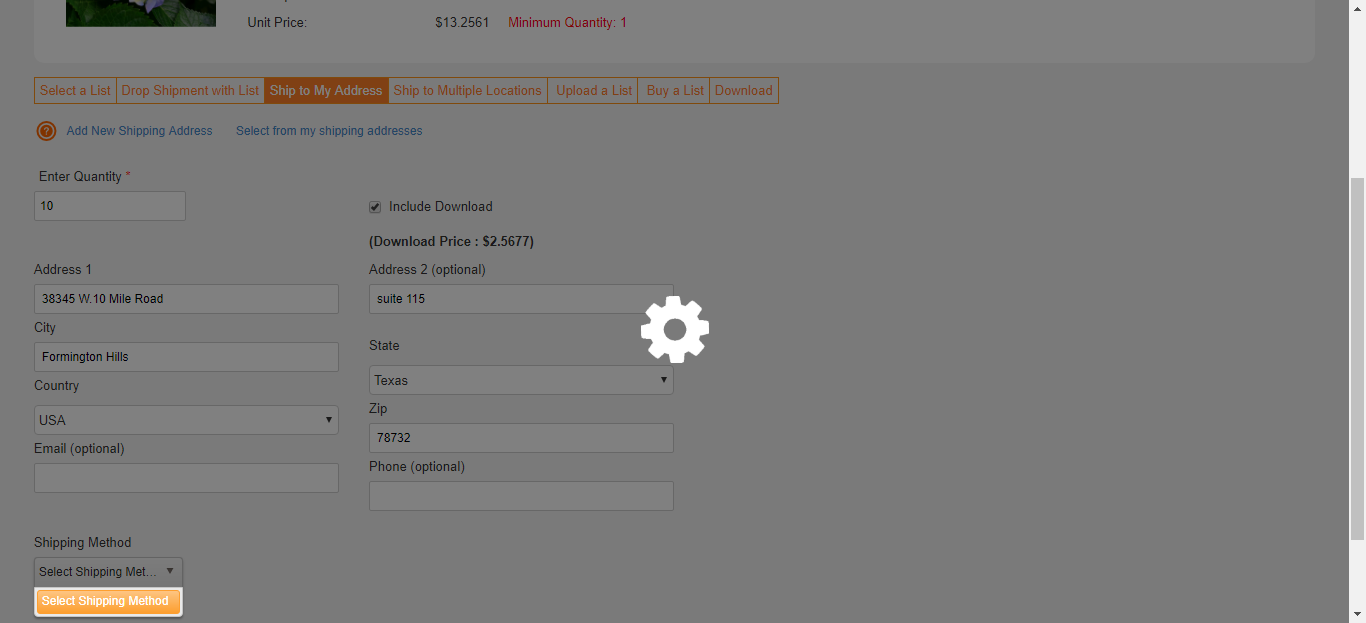 Unit Price: $13.2561 Minimum Quantity: 1
Select a List Drop Shipment with List Ship to My Address Ship to Multiple Locations Upload a List Buy a List Download
? Add New Shipping Address Select from my shipping addresses
Enter Quantity *
10
Include Download
(Download Price : $2.5677)
Address 1
38345 W.10 Mile Road
Address 2 (optional)
suite 115
City
Formington Hills
State
Texas
Country
USA
Zip
78732
Email (optional)
Phone (optional)
Shipping Method
Select Shipping Met...
Select Shipping Method